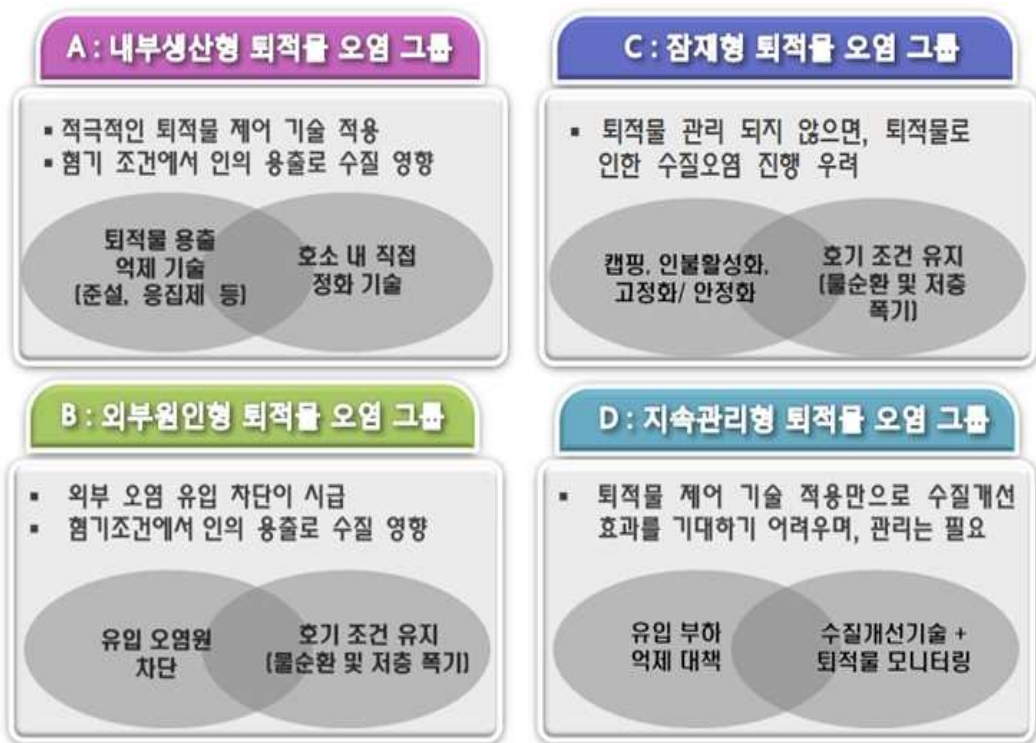 A : 내부생산형 퇴적물 오염 그룹
▪ 적극적인 퇴적물 제어 기술 적용
▪ 혐기 조건에서 인의 용출로 수질 영향
퇴적물 용출
억제 기술
(준설, 응집제 등)
호소 내 직접
정화 기술
C : 잠재형 퇴적물 오염 그룹
▪ 퇴적물 관리 되지 않으면, 퇴적물로
인한 수질오염 진행 우려
캡핑, 인불활성화,
고정화/ 안정화
호기 조건 유지
(물순환 및 저층
폭기)
B : 외부원인형 퇴적물 오염 그룹
▪ 외부 오염 유입 차단이 시급
▪ 혐기조건에서 인의 용출로 수질 영향
유입 오염원
차단
호기 조건 유지
(물순환 및 저층 폭기)
D : 지속관리형 퇴적물 오염 그룹
▪ 퇴적물 제어 기술 적용만으로 수질개선
효과를 기대하기 어려우며, 관리는 필요
유입 부하
억제 대책
수질개선기술 +
퇴적물 모니터링